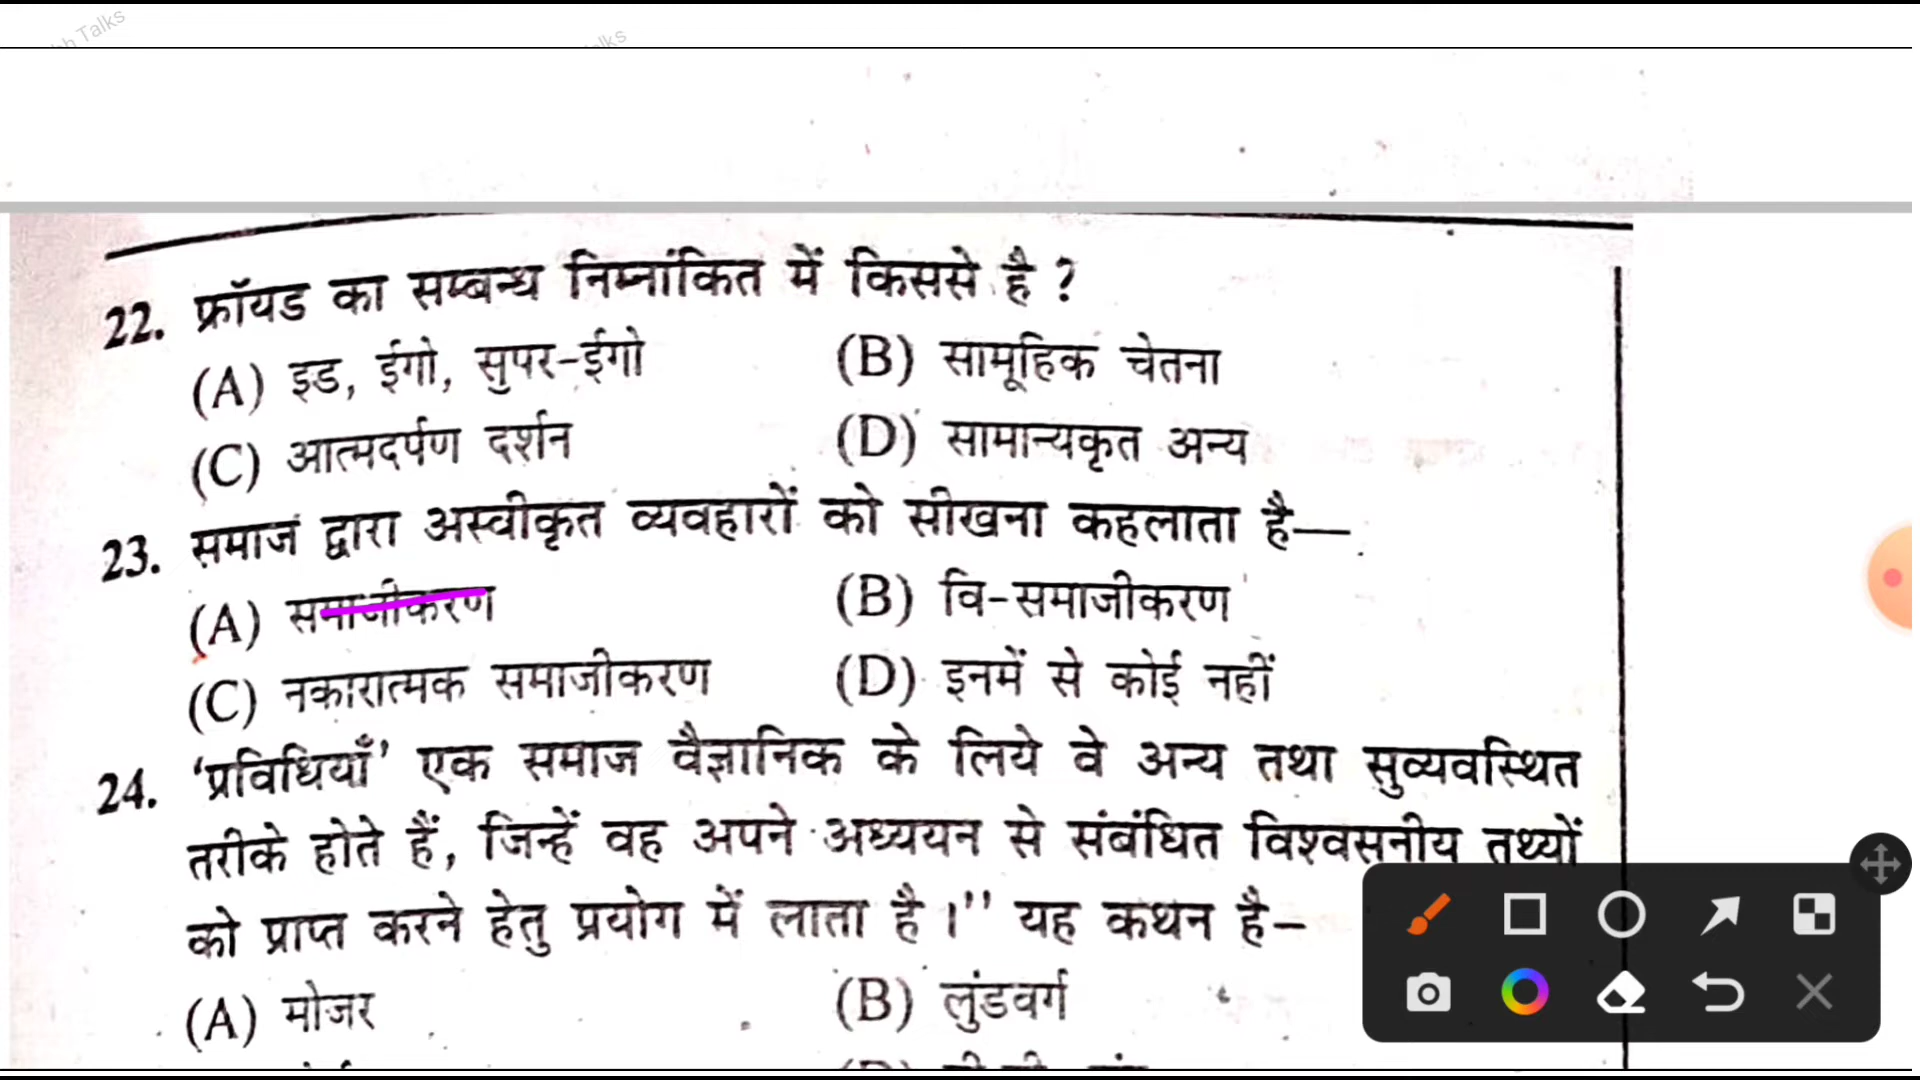 Talks
22. फ्रॉयड का सम्बन्ध निम्नांकित में किससे है ?
(A) इड, ईगो, सुपर-ईगो (B) सामूहिक चेतना
(C) आत्मदर्पण दर्शन (D) सामान्यकृत अन्य
23. समाज द्वारा अस्वीकृत व्यवहारों को सीखना कहलाता है—
(A) समाजीकरण (B) वि-समाजीकरण
(C) नकारात्मक समाजीकरण (D) इनमें से कोई नहीं
24. ‘प्रविधियाँ’ एक समाज वैज्ञानिक के लिये वे अन्य तथा सुव्यवस्थित
तरीके होते हैं, जिन्हें वह अपने अध्ययन से संबंधित विश्वसनीय तथ्यों
को प्राप्त करने हेतु प्रयोग में लाता है।’’ यह कथन है–
(A) मोजर (B) लुंडवर्ग